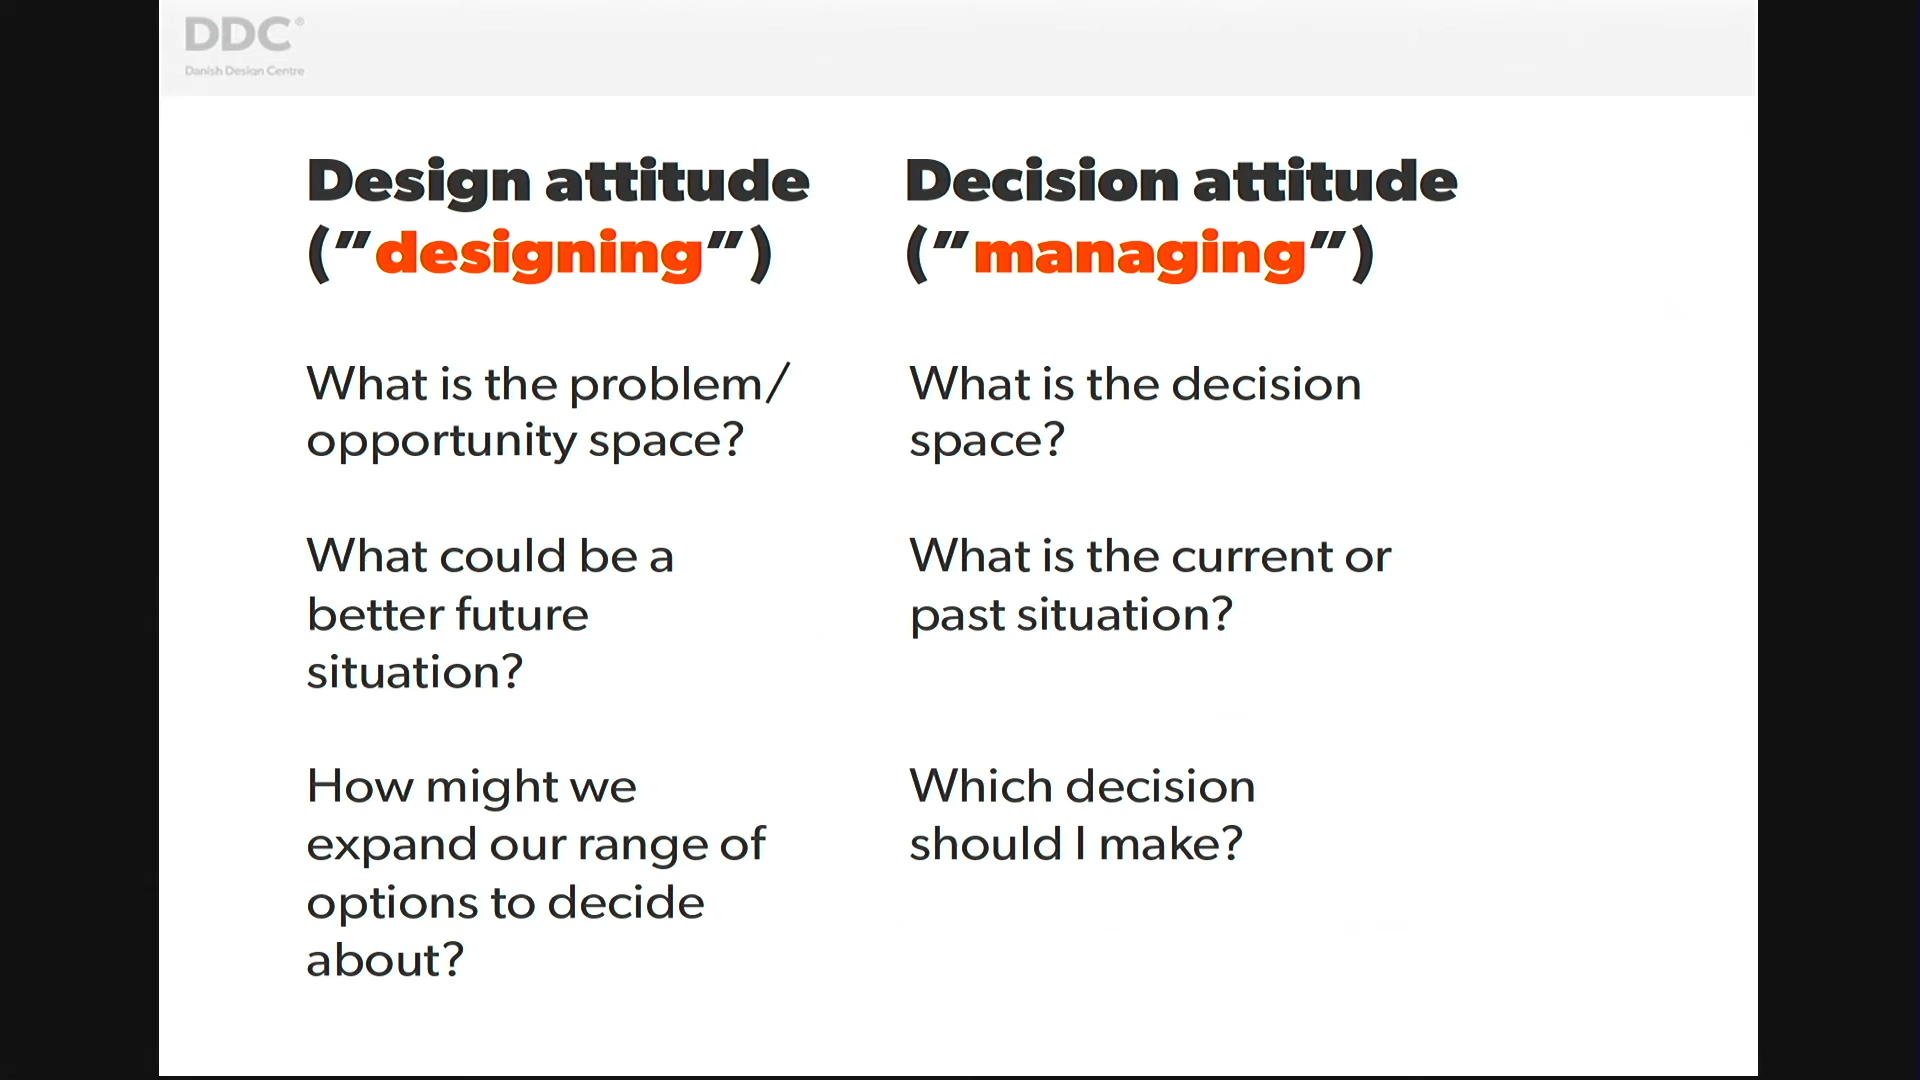 DDC®
Danish Design Centre
Design attitude
("designing")
What is the problem/
opportunity space?
What could be a
better future
situation?
How might we
expand our range of
options to decide
about?
Decision attitude
("managing")
What is the decision
space?
What is the current or
past situation?
Which decision
should I make?